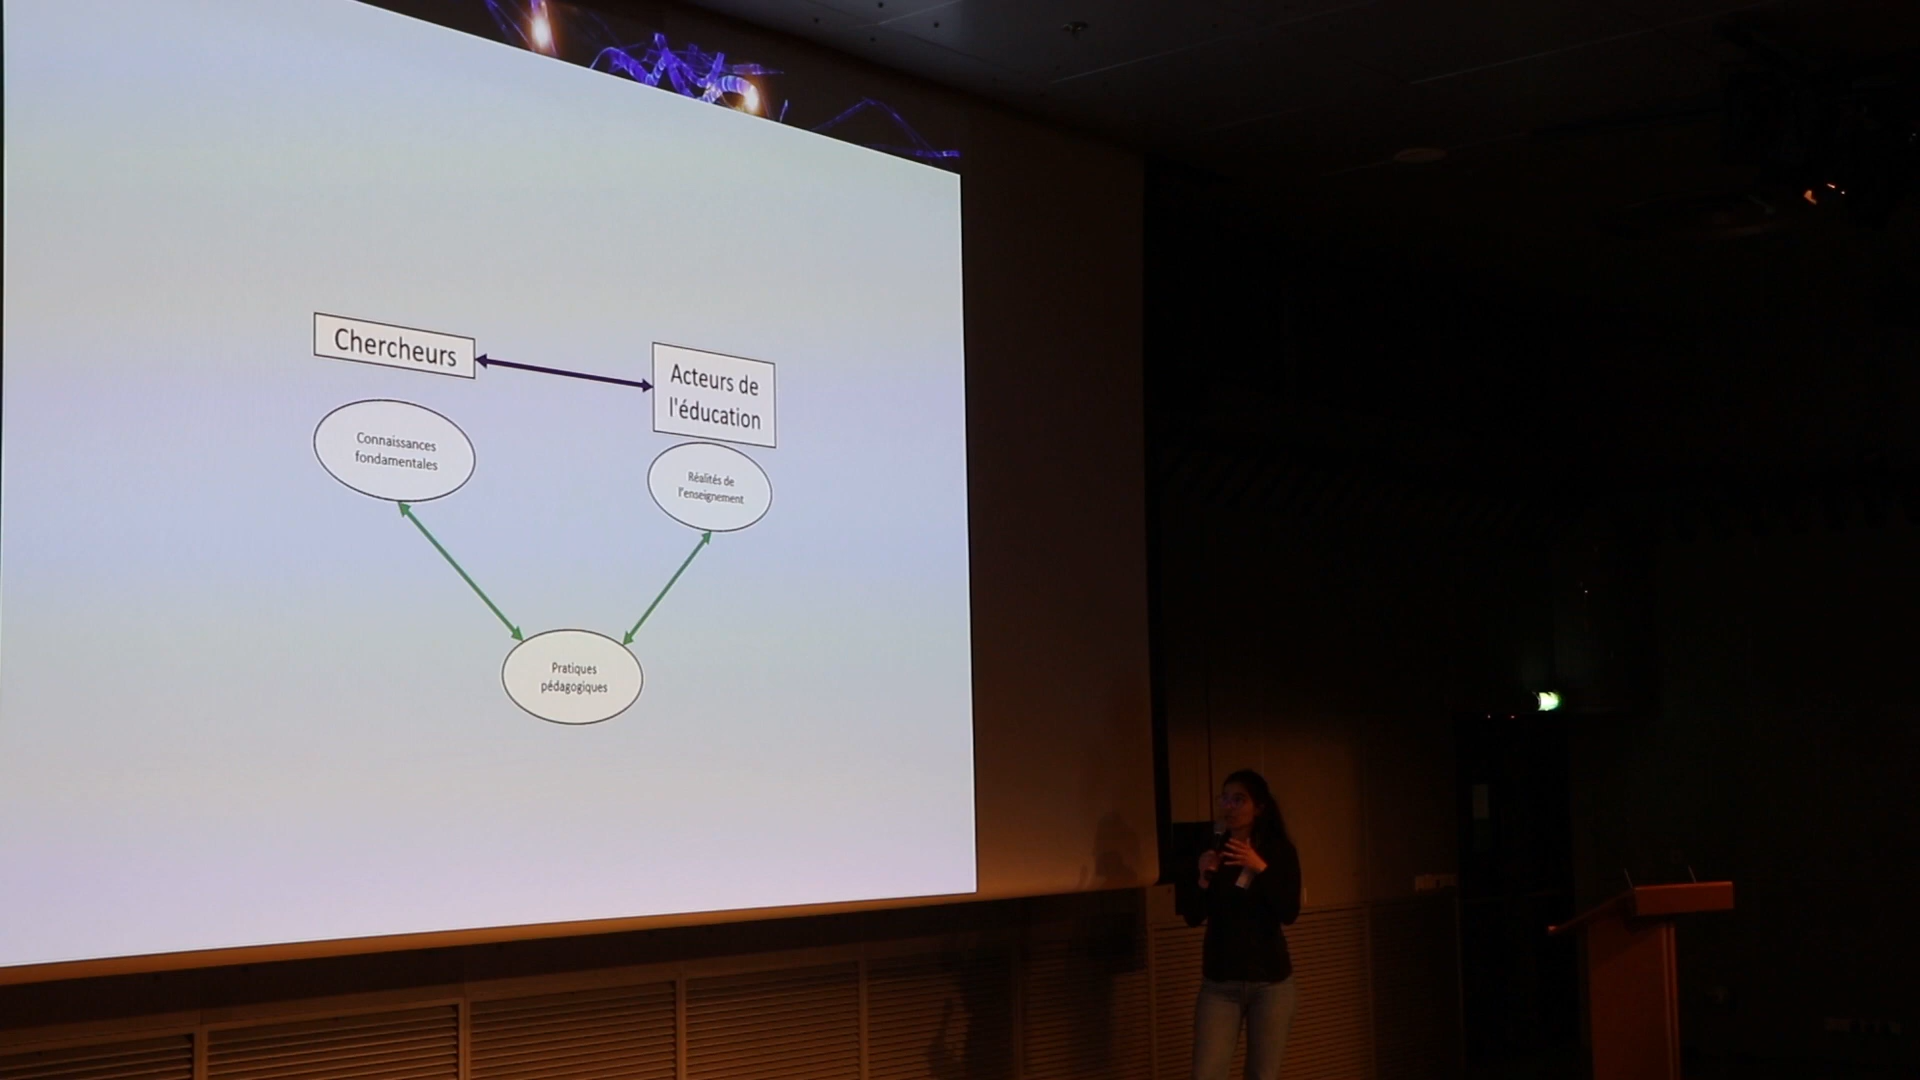 Chercheurs
Acteurs de
l'éducation
Connaissances
fondamentales
Réalités de
l'enseignement
Pratiques
pédagogiques